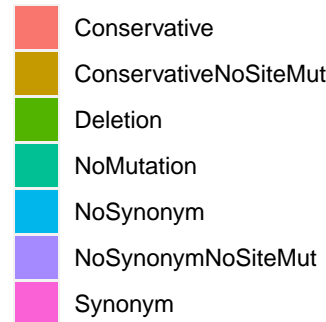 Conservative
ConservativeNoSiteMut
Deletion
NoMutation
NoSynonym
NoSynonymNoSiteMut
Synonym